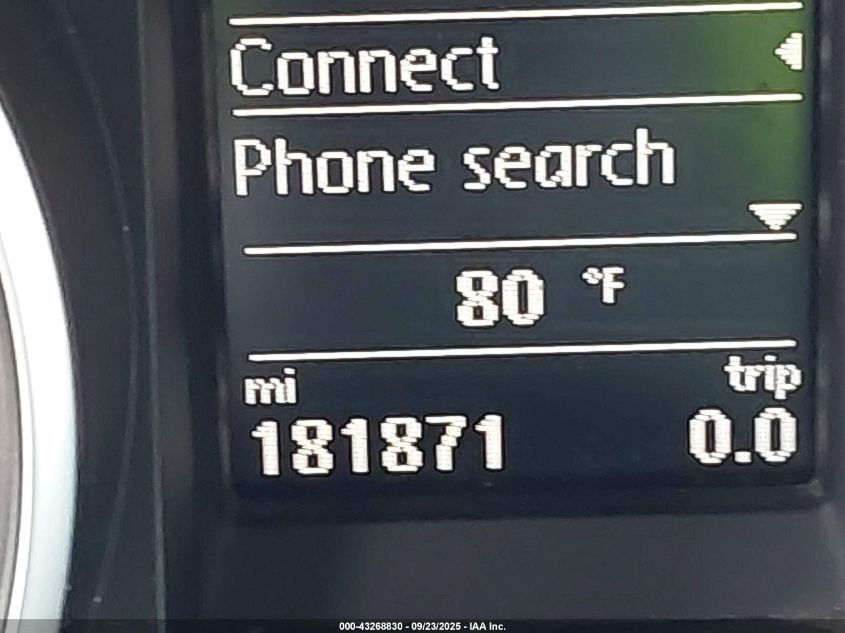 Connect
Phone search
80 °F
mi trip
181871 0.0
000-43268830 - 09/23/2025 - IAA Inc.